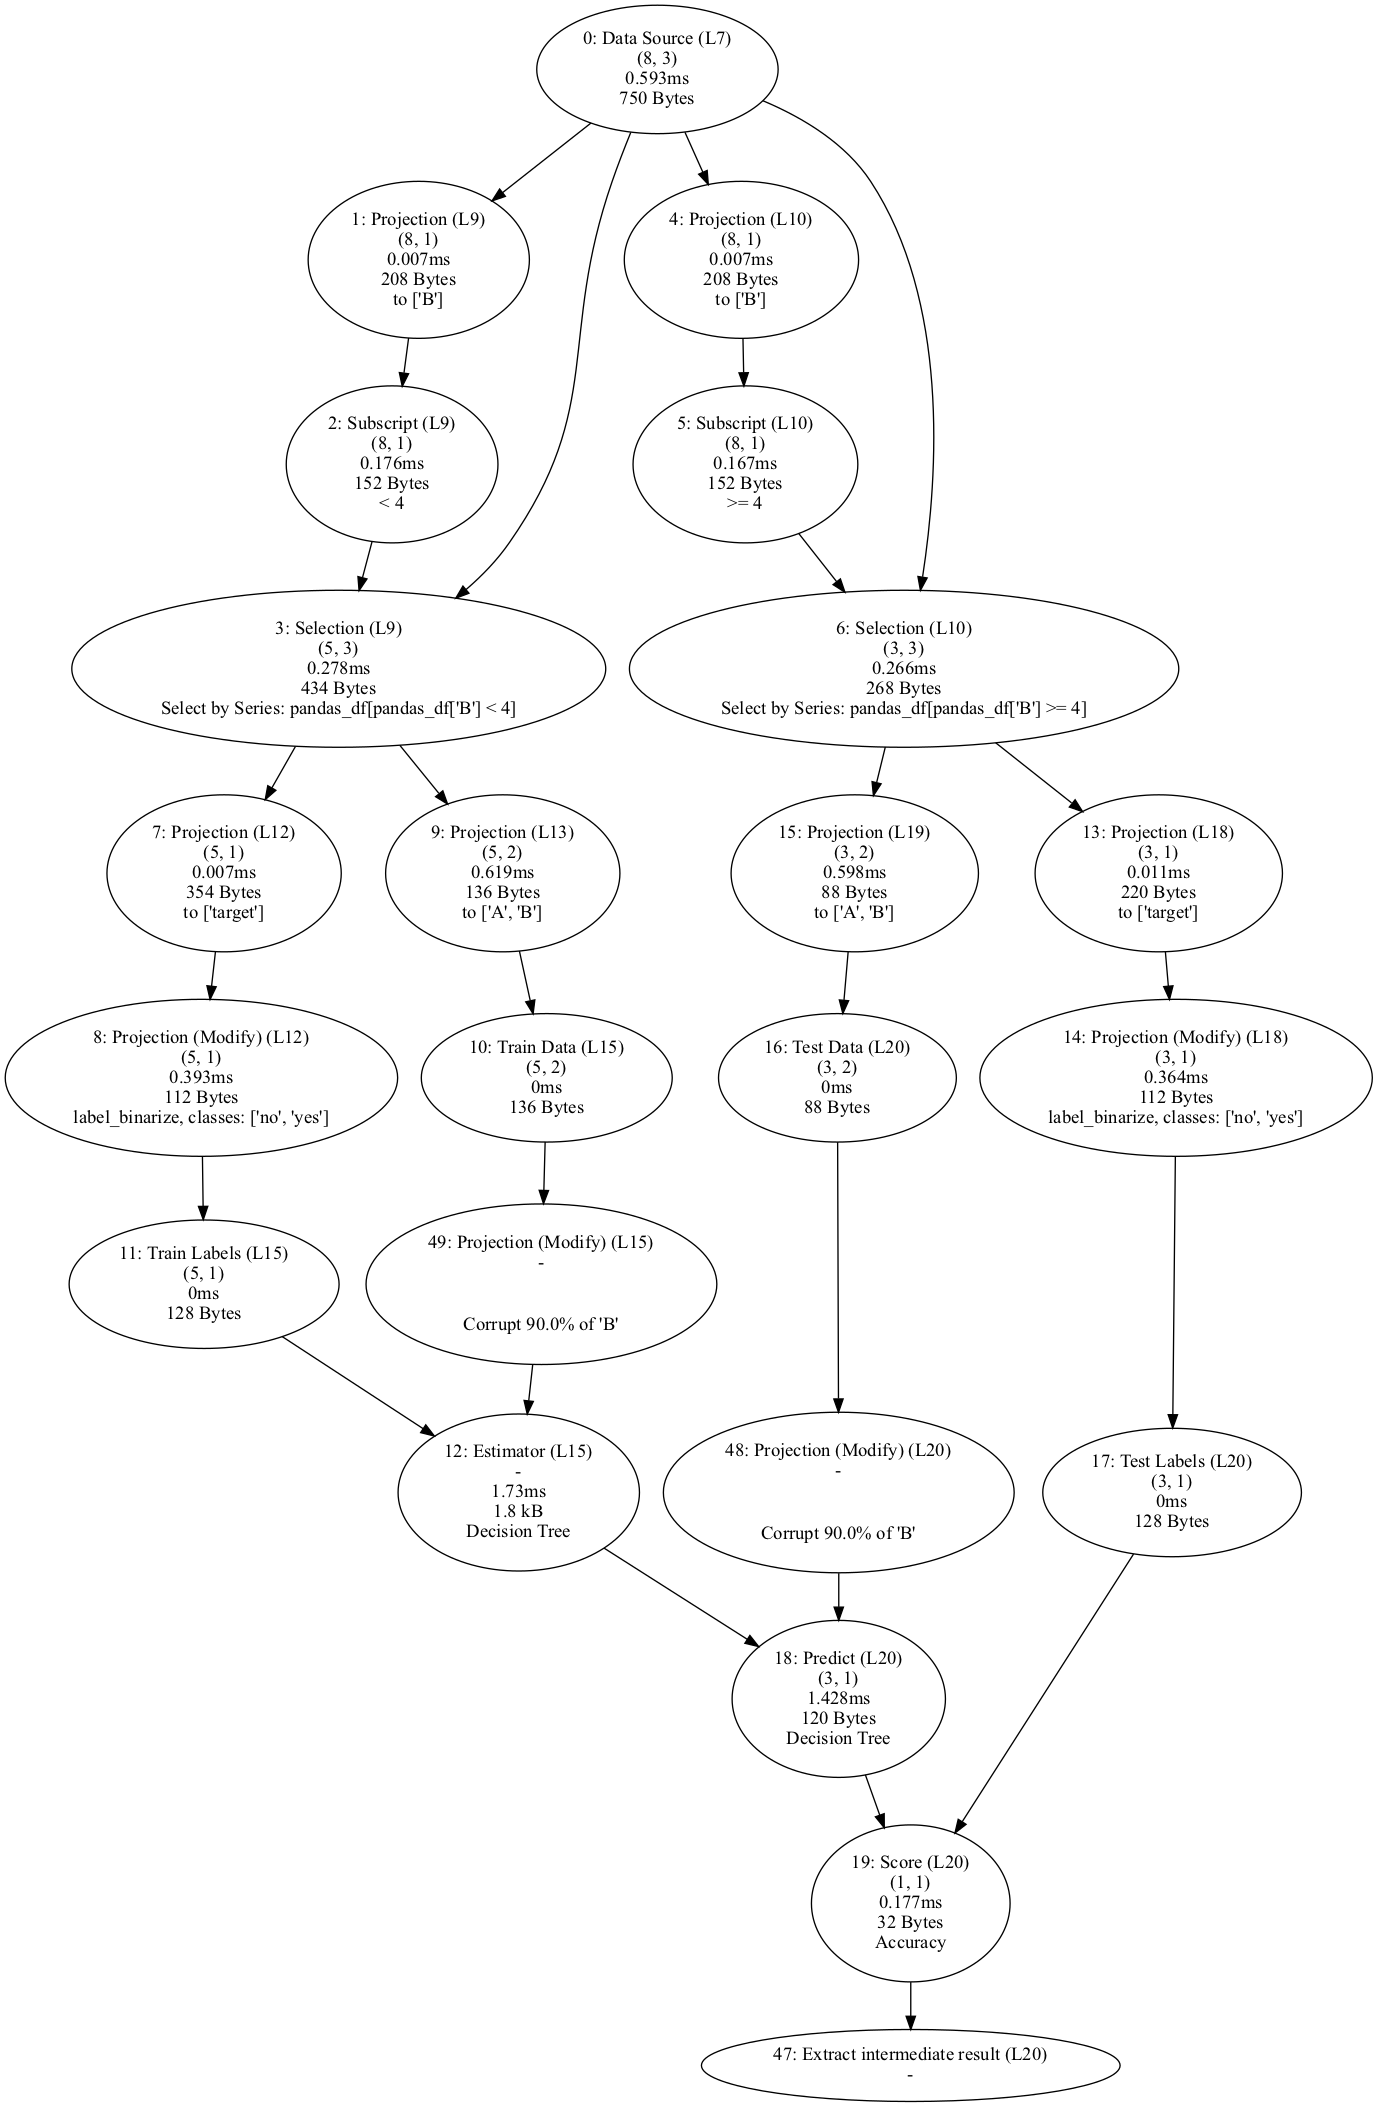 0: Data Source (L7)
(8, 3)
0.593ms
750 Bytes
1: Projection (L9)
(8, 1)
0.007ms
208 Bytes
to ['B']
4: Projection (L10)
(8, 1)
0.007ms
208 Bytes
to ['B']
2: Subscript (L9)
(8, 1)
0.176ms
152 Bytes
< 4
5: Subscript (L10)
(8, 1)
0.167ms
152 Bytes
>= 4
3: Selection (L9)
(5, 3)
0.278ms
434 Bytes
Select by Series: pandas_df[pandas_df['B'] < 4]
6: Selection (L10)
(3, 3)
0.266ms
268 Bytes
Select by Series: pandas_df[pandas_df['B'] >= 4]
7: Projection (L12)
(5, 1)
0.007ms
354 Bytes
to ['target']
9: Projection (L13)
(5, 2)
0.619ms
136 Bytes
to ['A', 'B']
15: Projection (L19)
(3, 2)
0.598ms
88 Bytes
to ['A', 'B']
13: Projection (L18)
(3, 1)
0.011ms
220 Bytes
to ['target']
8: Projection (Modify) (L12)
(5, 1)
0.393ms
112 Bytes
label_binarize, classes: ['no', 'yes']
10: Train Data (L15)
(5, 2)
0ms
136 Bytes
16: Test Data (L20)
(3, 2)
0ms
88 Bytes
14: Projection (Modify) (L18)
(3, 1)
0.364ms
112 Bytes
label_binarize, classes: ['no', 'yes']
11: Train Labels (L15)
(5, 1)
0ms
128 Bytes
49: Projection (Modify) (L15)
-
Corrupt 90.0% of 'B'
12: Estimator (L15)
-
1.73ms
1.8 kB
Decision Tree
48: Projection (Modify) (L20)
-
Corrupt 90.0% of 'B'
17: Test Labels (L20)
(3, 1)
0ms
128 Bytes
18: Predict (L20)
(3, 1)
1.428ms
120 Bytes
Decision Tree
19: Score (L20)
(1, 1)
0.177ms
32 Bytes
Accuracy
47: Extract intermediate result (L20)
-